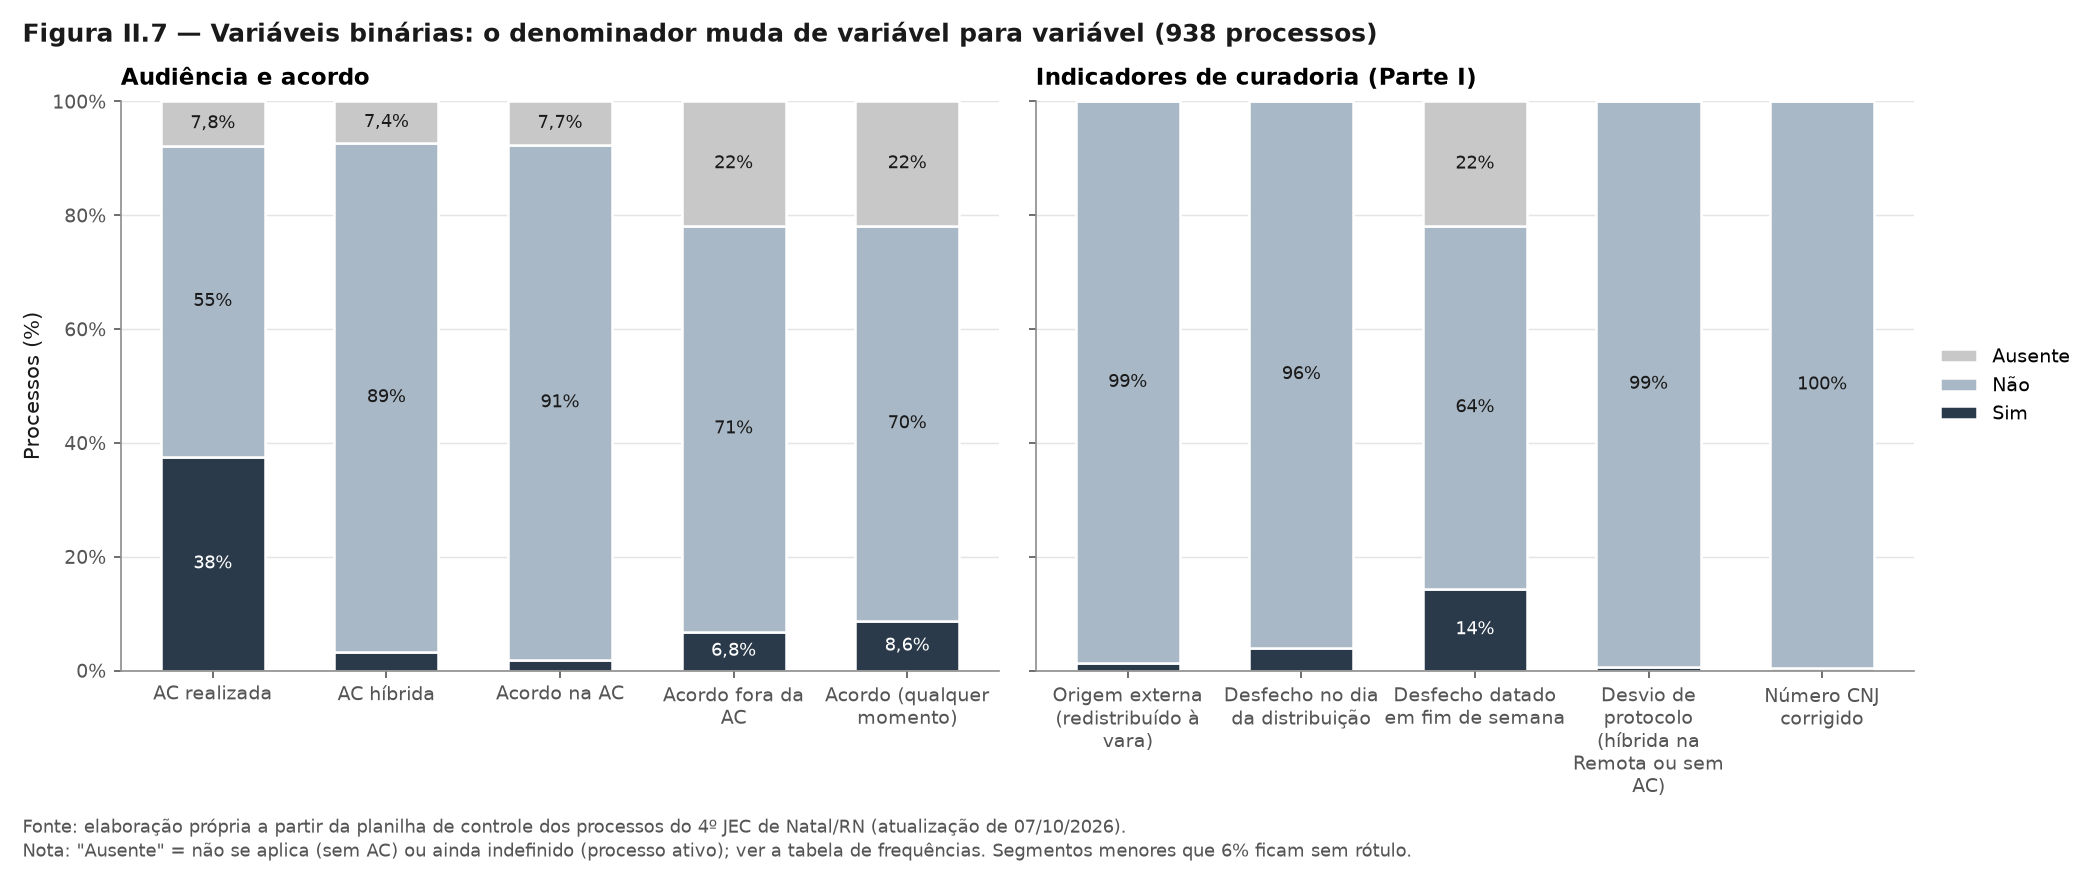 Figura II.7 — Variáveis binárias: o denominador muda de variável para variável (938 processos)
Audiência e acordo
Processos (%)
100%
80%
60%
40%
20%
0%
7,8%
55%
38%
7,4%
89%
7,7%
91%
22%
71%
6,8%
22%
70%
8,6%
AC realizada
AC híbrida
Acordo na AC
Acordo fora da
AC
Acordo (qualquer
momento)
Indicadores de curadoria (Parte I)
99%
96%
22%
64%
14%
99%
100%
Origem externa
(redistribuído à
vara)
Desfecho no dia
da distribuição
Desfecho datado
em fim de semana
Desvio de
protocolo
(híbrida na
Remota ou sem
AC)
Número CNJ
corrigido
Ausente
Não
Sim
Fonte: elaboração própria a partir da planilha de controle dos processos do 4º JEC de Natal/RN (atualização de 07/10/2026).
Nota: "Ausente" = não se aplica (sem AC) ou ainda indefinido (processo ativo); ver a tabela de frequências. Segmentos menores que 6% ficam sem rótulo.